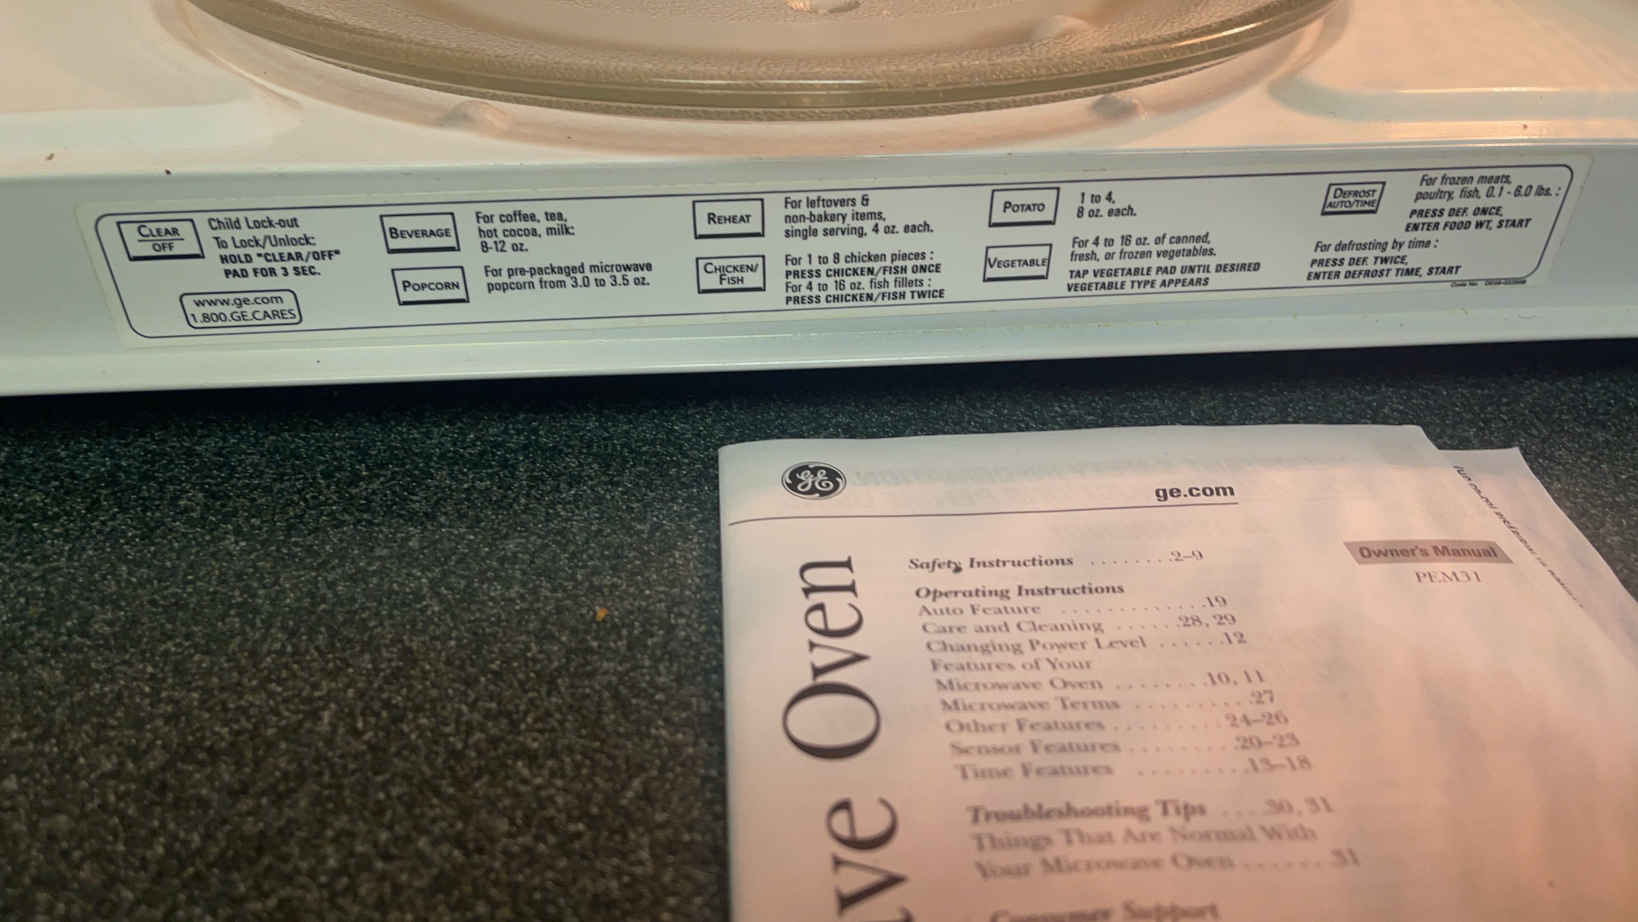 CLEAR
OFF
Child Lock-out
To Lock/Unlock:
HOLD "CLEAR/OFF"
PAD FOR 3 SEC.
www.ge.com
1.800.GE.CARES
BEVERAGE
For coffee, tea,
hot cocoa, milk:
8-12 oz.
POPCORN
For pre-packaged microwave
popcorn from 3.0 to 3.5 oz.
REHEAT
For leftovers &
non-bakery items,
single serving, 4 oz. each.
CHICKEN/
FISH
For 1 to 8 chicken pieces :
PRESS CHICKEN/FISH ONCE
For 4 to 16 oz. fish fillets :
PRESS CHICKEN/FISH TWICE
POTATO
1 to 4,
8 oz. each.
VEGETABLE
For 4 to 16 oz. of canned,
fresh, or frozen vegetables.
TAP VEGETABLE PAD UNTIL DESIRED
VEGETABLE TYPE APPEARS
DEFROST
AUTO/TIME
For frozen meats,
poultry, fish, 0.1 - 6.0 lbs. :
PRESS DEF. ONCE,
ENTER FOOD WT, START
For defrosting by time :
PRESS DEF. TWICE,
ENTER DEFROST TIME, START
Code No.:
GE
ge.com
Owner's Manual
PEM31
ve Oven
Safety Instructions . . . . . . . .2–9
Operating Instructions
Auto Feature . . . . . . . . . . . . .19
Care and Cleaning . . . . . .28, 29
Changing Power Level . . . . . .12
Features of Your
Microwave Oven . . . . . . . .10, 11
Microwave Terms . . . . . . . . . .27
Other Features . . . . . . . . 24–26
Sensor Features . . . . . . . . .20–23
Time Features . . . . . . . . .13–18
Troubleshooting Tips . . . .30, 31
Things That Are Normal With
Your Microwave Oven . . . . . . 31
Consumer Support